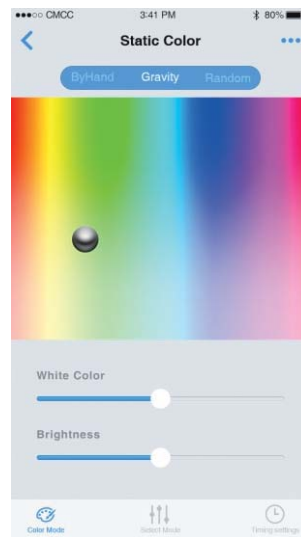 CMCC 3:41 PM 80%
Static Color
ByHand Gravity Random
White Color
Brightness
Color Mode Select Mode Timing settings